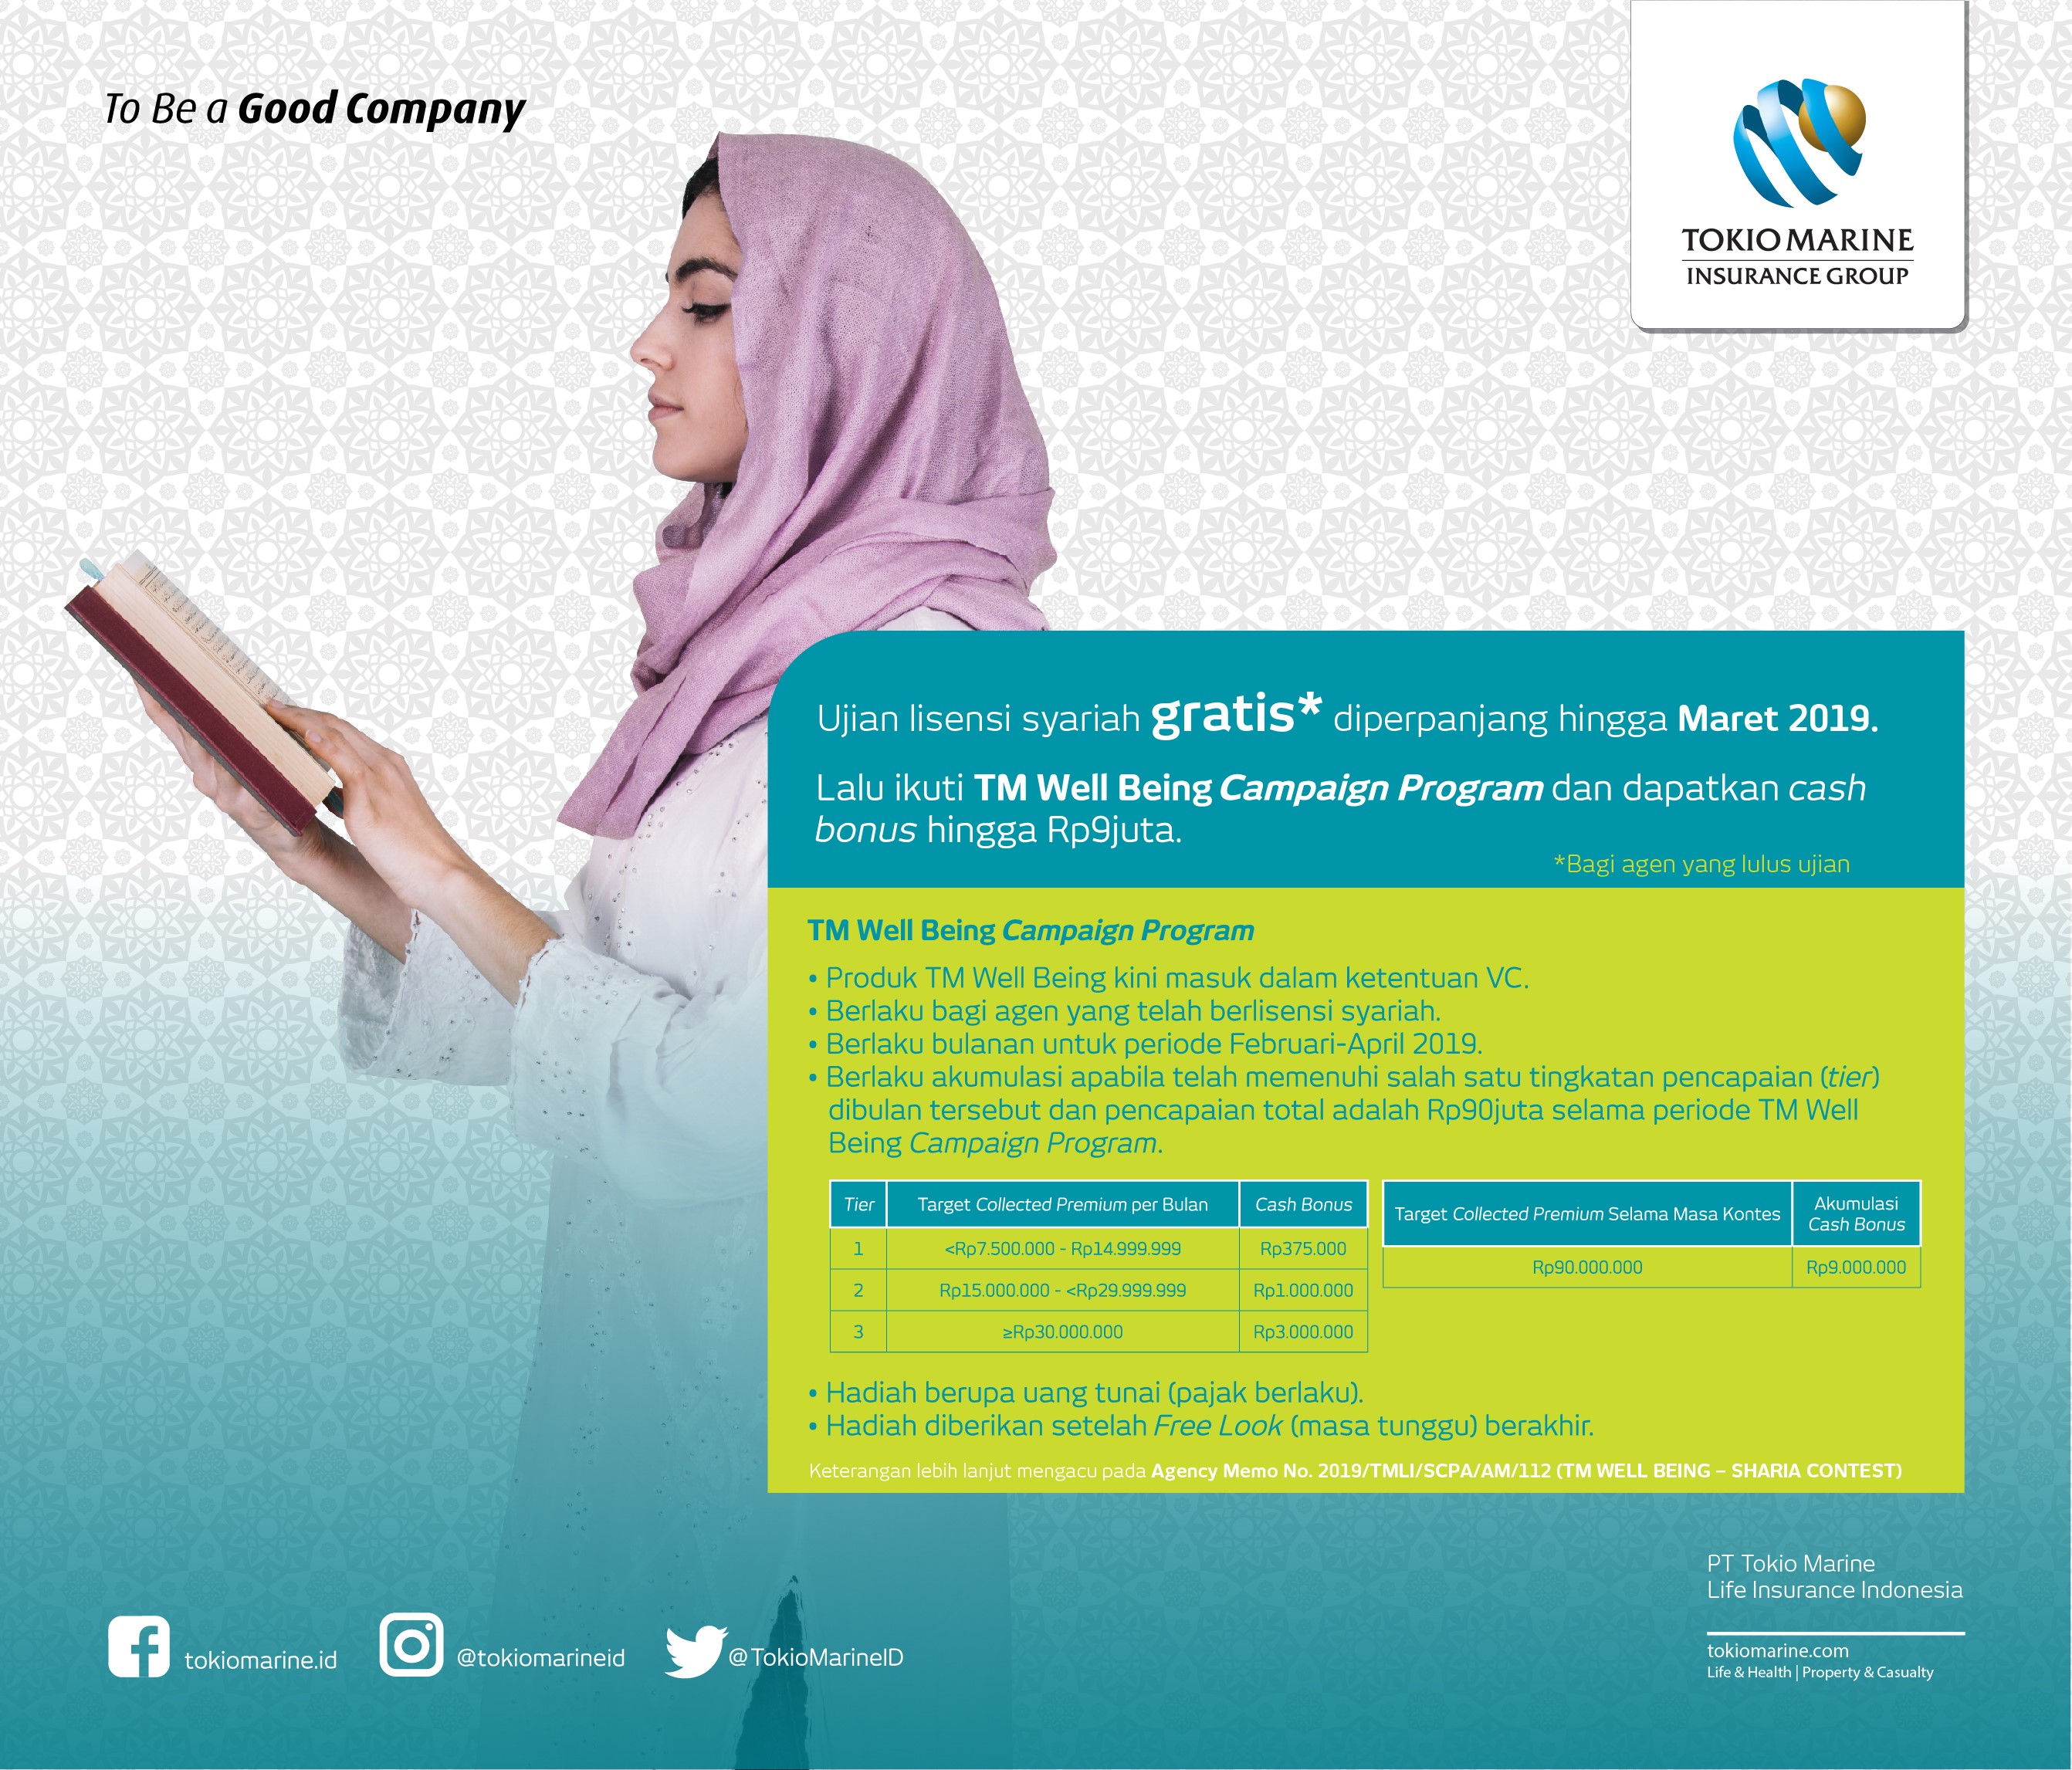 To Be a Good Company
TOKIO MARINE
INSURANCE GROUP
Ujian lisensi syariah gratis* diperpanjang hingga Maret 2019.
Lalu ikuti TM Well Being Campaign Program dan dapatkan cash
bonus hingga Rp9juta.
*Bagi agen yang lulus ujian
TM Well Being Campaign Program
• Produk TM Well Being kini masuk dalam ketentuan VC.
• Berlaku bagi agen yang telah berlisensi syariah.
• Berlaku bulanan untuk periode Februari-April 2019.
• Berlaku akumulasi apabila telah memenuhi salah satu tingkatan pencapaian (tier)
dibulan tersebut dan pencapaian total adalah Rp90juta selama periode TM Well
Being Campaign Program.
Tier Target Collected Premium per Bulan Cash Bonus
1 <Rp7.500.000 - Rp14.999.999 Rp375.000
2 Rp15.000.000 - <Rp29.999.999 Rp1.000.000
3 ≥Rp30.000.000 Rp3.000.000
Target Collected Premium Selama Masa Kontes Akumulasi
Cash Bonus
Rp90.000.000 Rp9.000.000
• Hadiah berupa uang tunai (pajak berlaku).
• Hadiah diberikan setelah Free Look (masa tunggu) berakhir.
Keterangan lebih lanjut mengacu pada Agency Memo No. 2019/TMLI/SCPA/AM/112 (TM WELL BEING – SHARIA CONTEST)
PT Tokio Marine
Life Insurance Indonesia
tokiomarine.com
Life & Health | Property & Casualty
tokiomarine.id @tokiomarineid @TokioMarineID